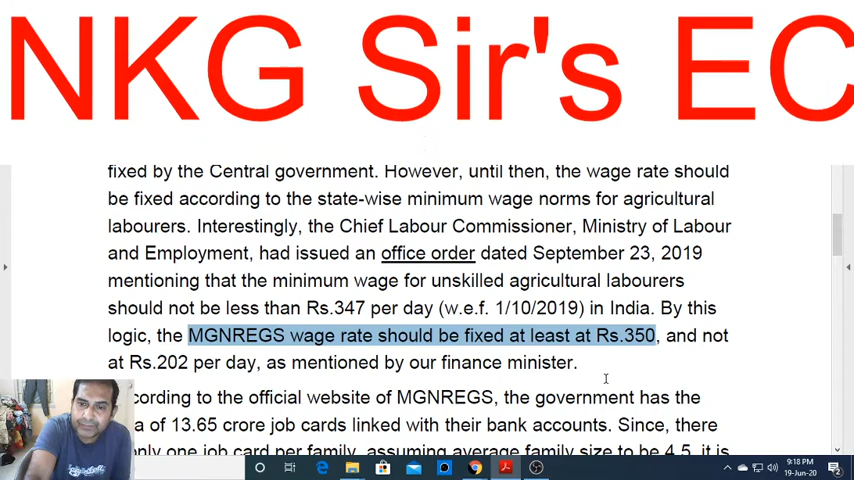 NKG Sir's EC
fixed by the Central government. However, until then, the wage rate should
be fixed according to the state-wise minimum wage norms for agricultural
labourers. Interestingly, the Chief Labour Commissioner, Ministry of Labour
and Employment, had issued an office order dated September 23, 2019
mentioning that the minimum wage for unskilled agricultural labourers
should not be less than Rs.347 per day (w.e.f. 1/10/2019) in India. By this
logic, the MGNREGS wage rate should be fixed at least at Rs.350, and not
at Rs.202 per day, as mentioned by our finance minister.
cording to the official website of MGNREGS, the government has the
a of 13.65 crore job cards linked with their bank accounts. Since, there
only one job card per family, assuming average family size to be 4.5, it is
9:18 PM
19-Jun-20
2